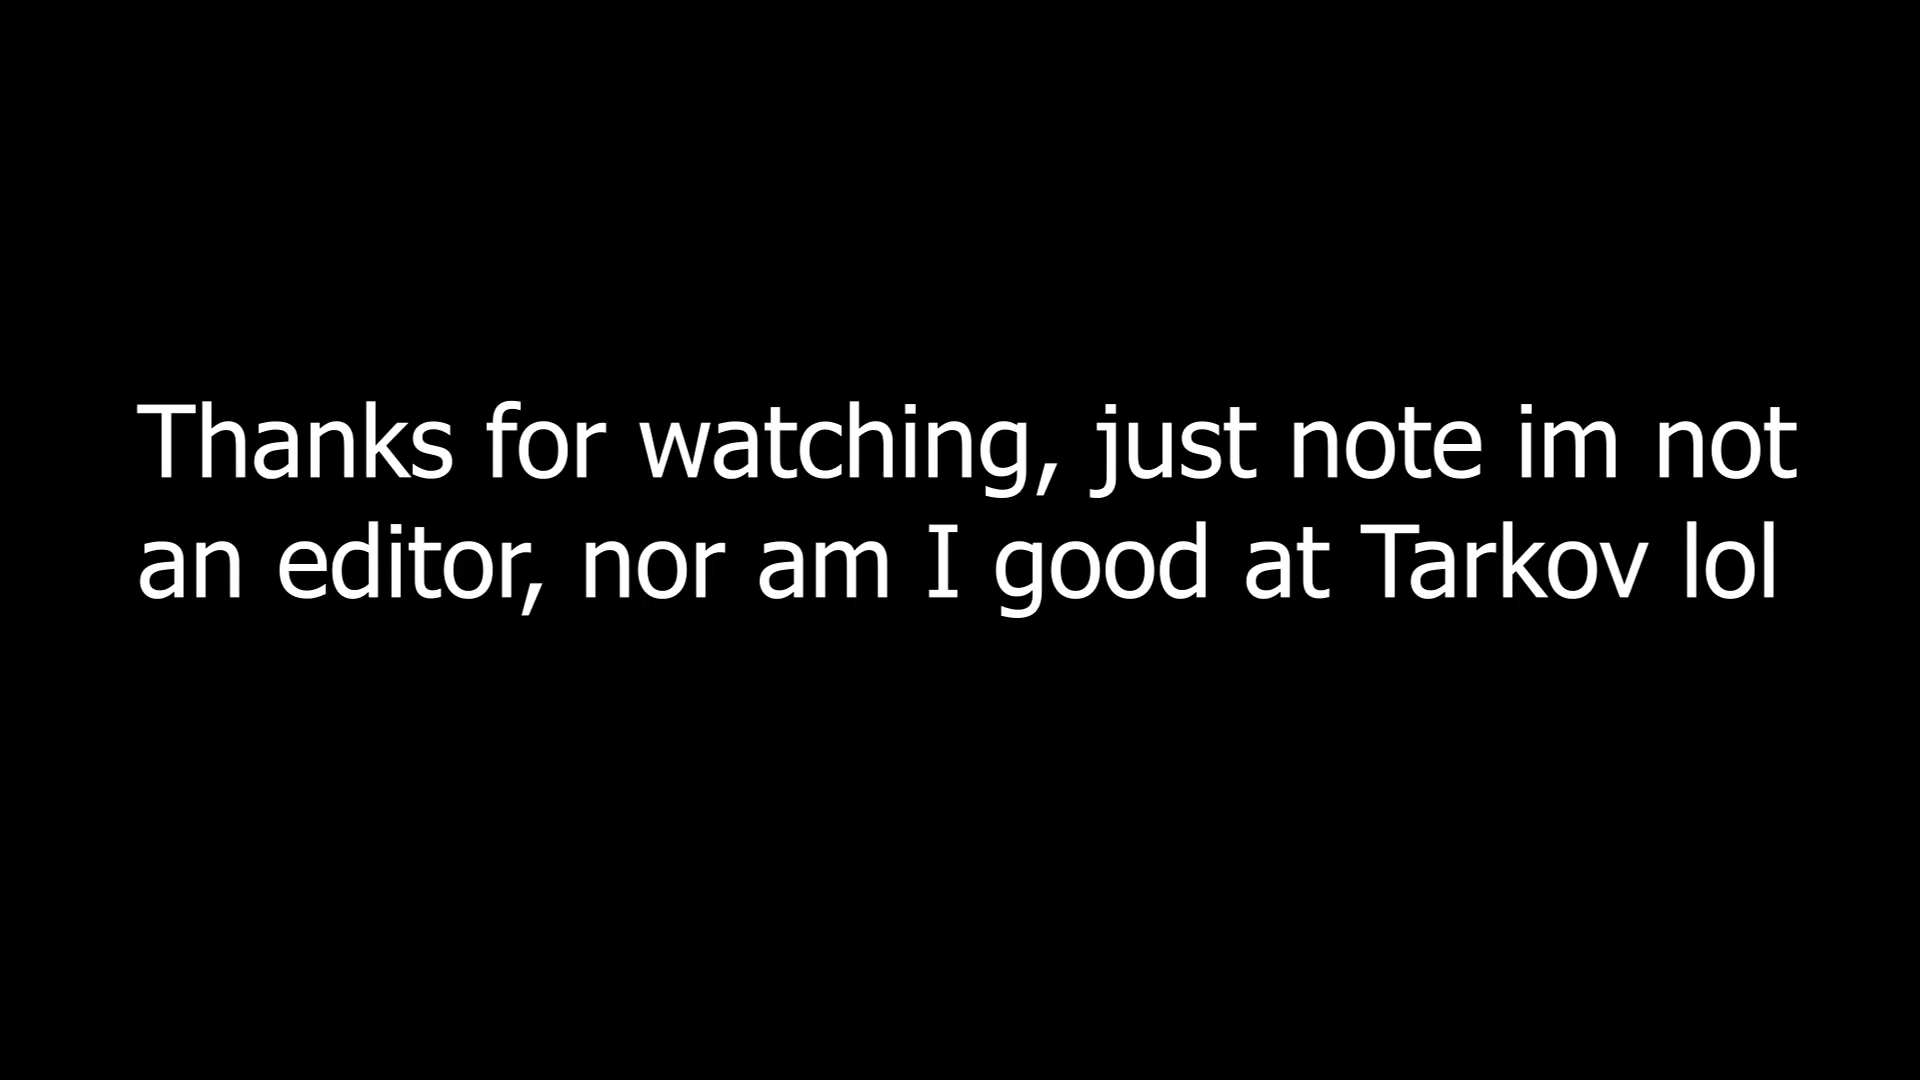 Thanks for watching, just note im not
an editor, nor am I good at Tarkov lol